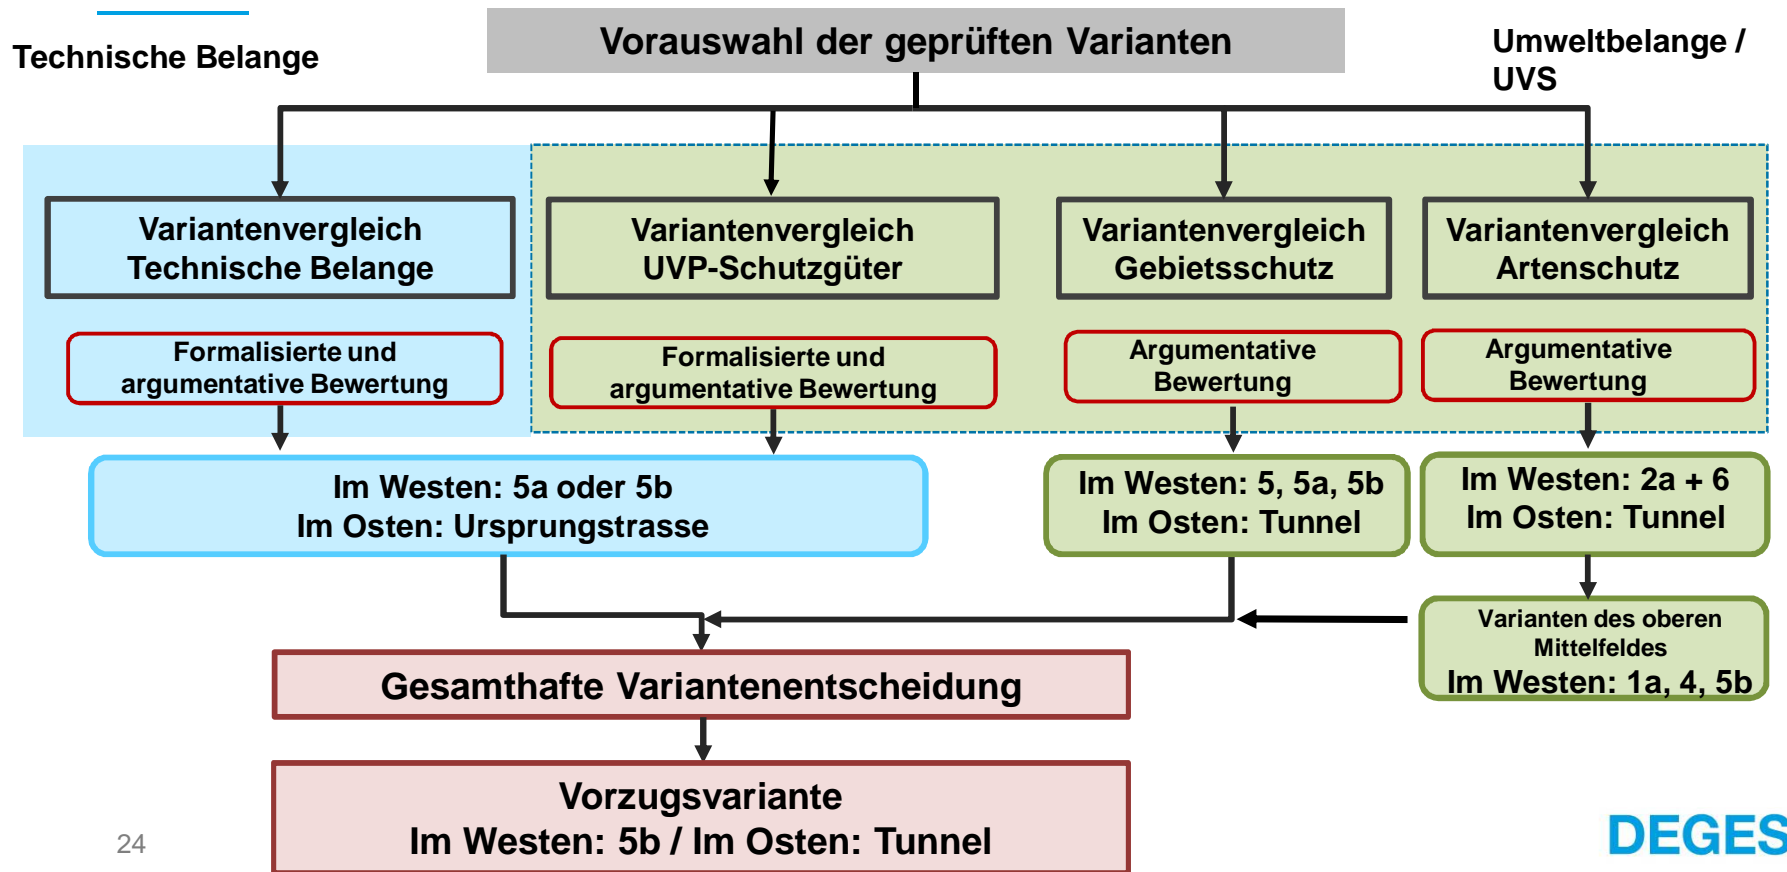 Technische Belange
Vorauswahl der geprüften Varianten
Umweltbelange /
UVS
Variantenvergleich
Technische Belange
Variantenvergleich
UVP-Schutzgüter
Variantenvergleich
Gebietsschutz
Variantenvergleich
Artenschutz
Formalisierte und
argumentative Bewertung
Formalisierte und
argumentative Bewertung
Argumentative
Bewertung
Argumentative
Bewertung
Im Westen: 5a oder 5b
Im Osten: Ursprungstrasse
Im Westen: 5, 5a, 5b
Im Osten: Tunnel
Im Westen: 2a + 6
Im Osten: Tunnel
Varianten des oberen
Mittelfeldes
Im Westen: 1a, 4, 5b
Gesamthafte Variantenentscheidung
Vorzugsvariante
Im Westen: 5b / Im Osten: Tunnel
24
DEGES